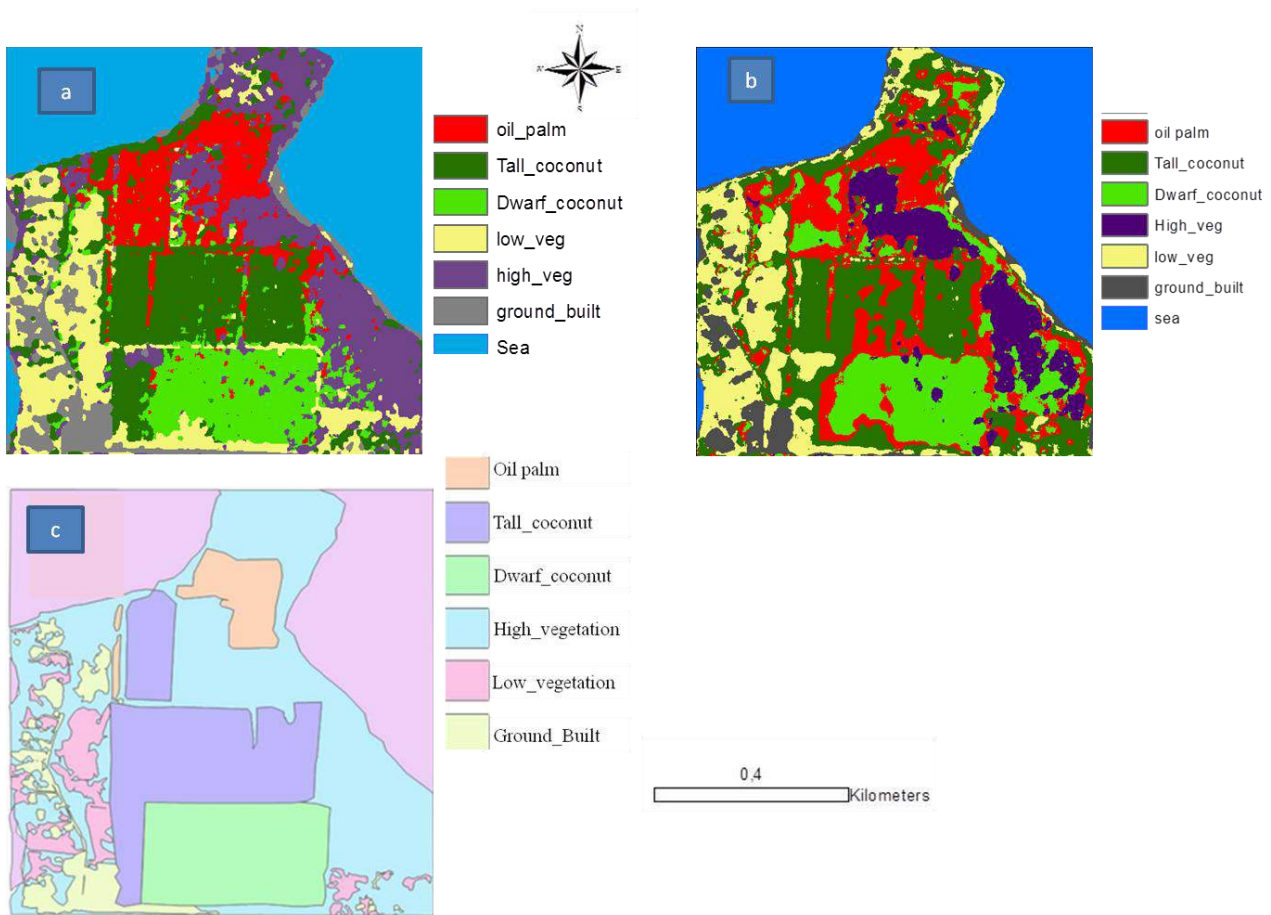 a
N
W
E
S
oil_palm
Tall_coconut
Dwarf_coconut
low_veg
high_veg
ground_built
Sea
b
oil palm
Tall_coconut
Dwarf_coconut
High_veg
low_veg
ground_built
sea
c
Oil palm
Tall_coconut
Dwarf_coconut
High_vegetation
Low_vegetation
Ground_Built
0,4
Kilometers